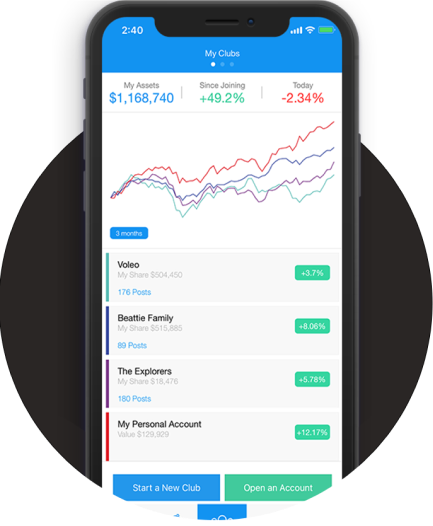 2:40
My Clubs
My Assets
Since Joining
Today
$1,168,740
+49.2%
-2.34%
3 months
Voleo
My Share $504,450
+3.7%
176 Posts
Beattie Family
My Share $515,885
+8.06%
89 Posts
The Explorers
My Share $18,476
+5.78%
180 Posts
My Personal Account
Value $129,929
+12.17%
Start a New Club
Open an Account